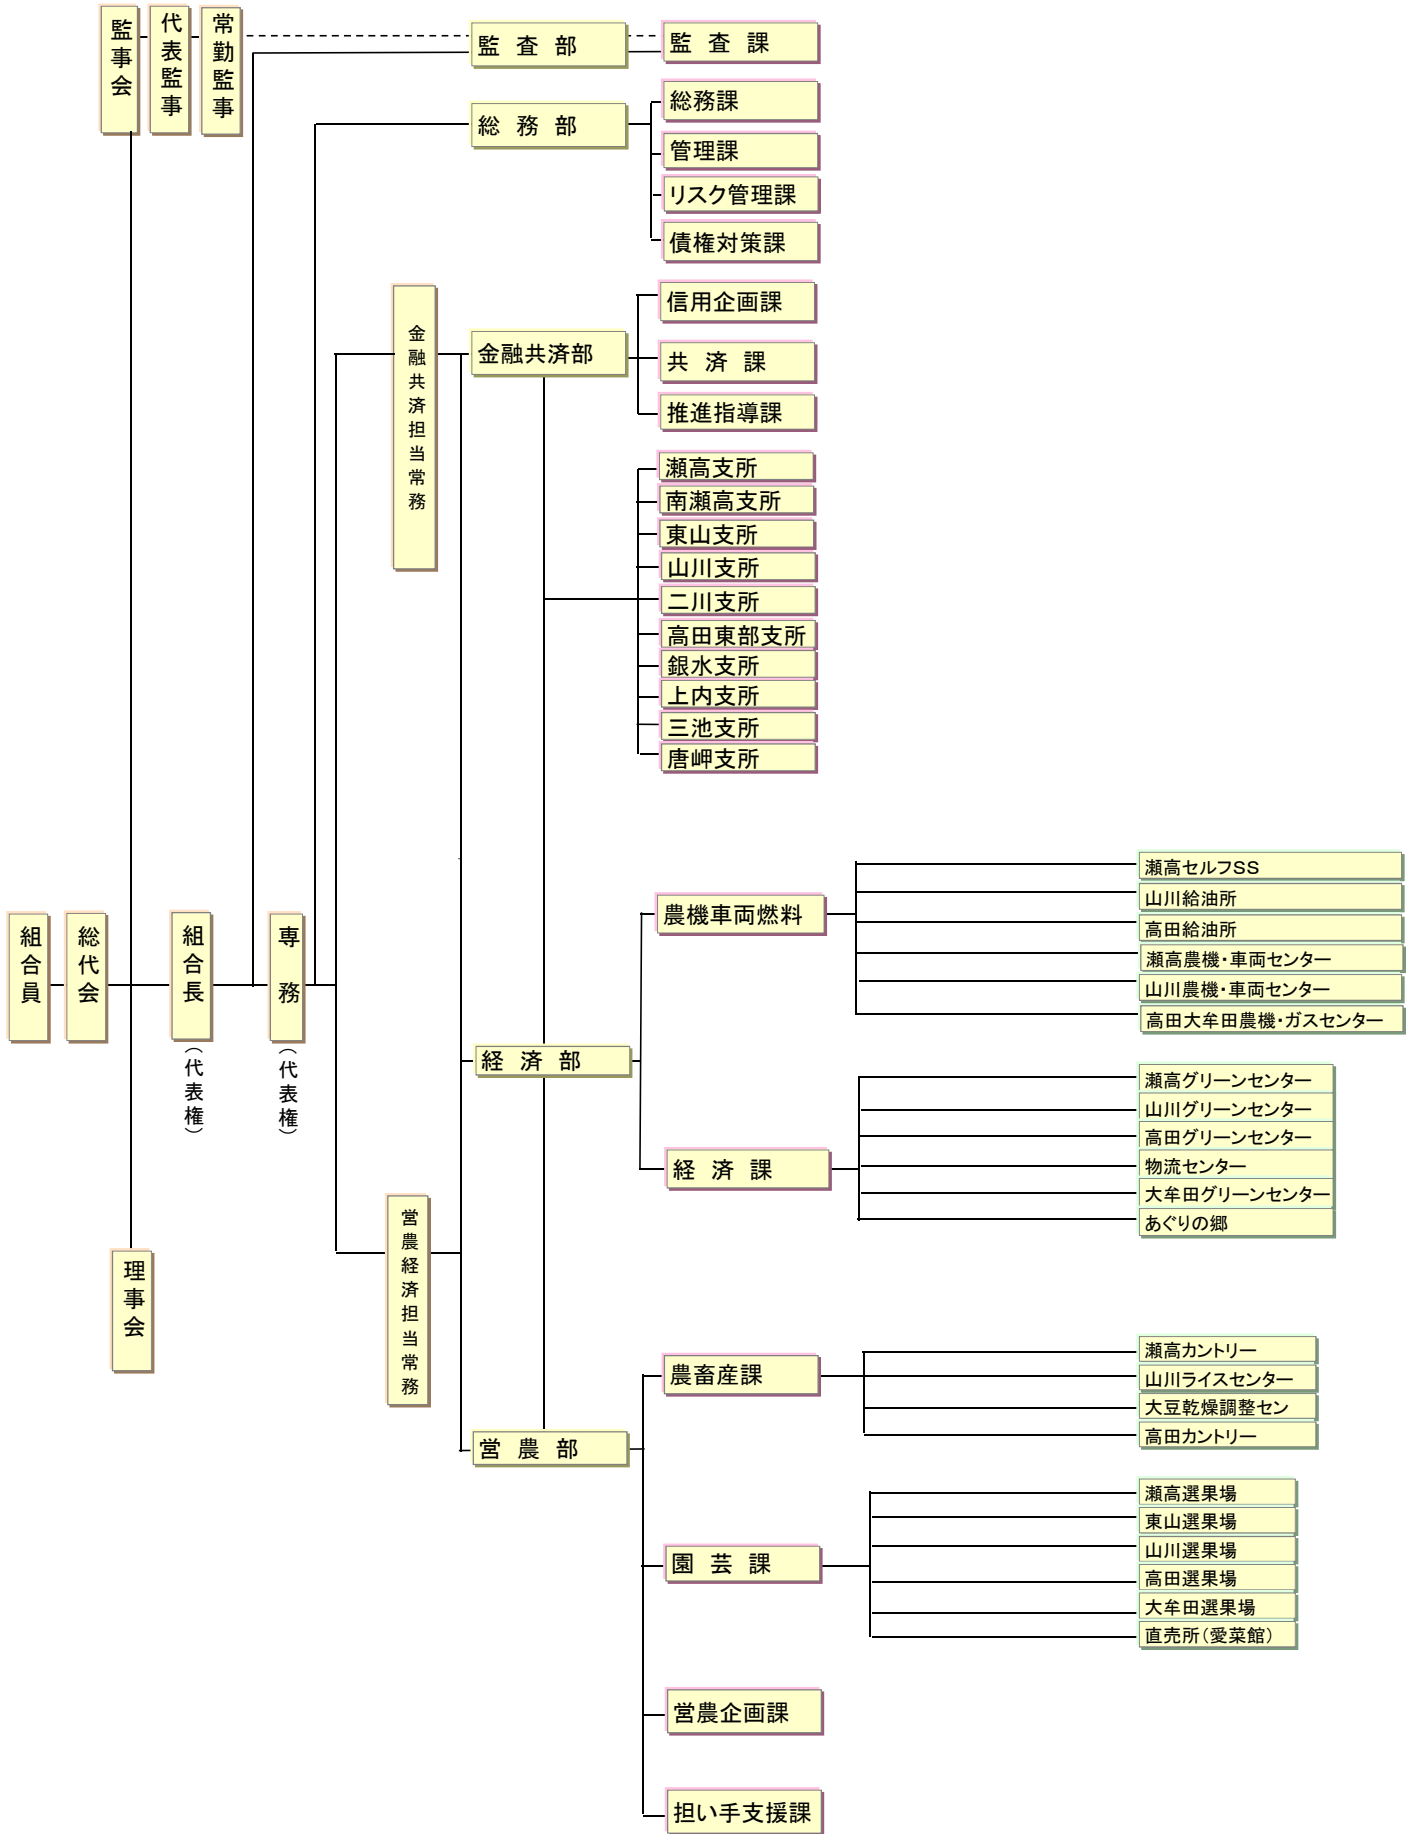 監事会
代表監事
常勤監事
監 査 部
監 査 課
総 務 部
総務課
管理課
リスク管理課
債権対策課
金融共済担当常務
金融共済部
信用企画課
共 済 課
推進指導課
瀬高支所
南瀬高支所
東山支所
山川支所
二川支所
高田東部支所
銀水支所
上内支所
三池支所
唐岬支所
組合員
総代会
組合長
（代表権）
専 務
（代表権）
理事会
経 済 部
農機車両燃料
瀬高セルフSS
山川給油所
高田給油所
瀬高農機・車両センター
山川農機・車両センター
高田大牟田農機・ガスセンター
経 済 課
瀬高グリーンセンター
山川グリーンセンター
高田グリーンセンター
物流センター
大牟田グリーンセンター
あぐりの郷
営農経済担当常務
営 農 部
農畜産課
瀬高カントリー
山川ライスセンター
大豆乾燥調整セン
高田カントリー
園 芸 課
瀬高選果場
東山選果場
山川選果場
高田選果場
大牟田選果場
直売所（愛菜館）
営農企画課
担い手支援課